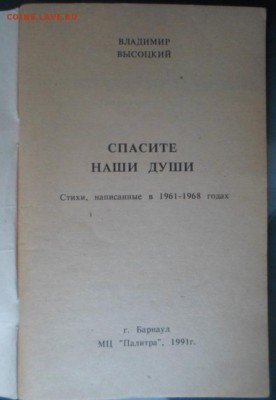 ВЛАДИМИР
ВЫСОЦКИЙ
СПАСИТЕ
НАШИ ДУШИ
Стихи, написанные в 1961-1968 годах
г. Барнаул
МЦ "Палитра", 1991г.